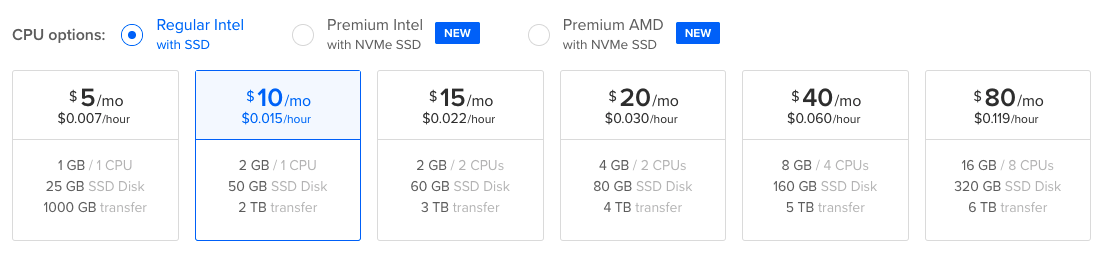 CPU options:
Regular Intel
with SSD
Premium Intel
with NVMe SSD
NEW
Premium AMD
with NVMe SSD
NEW
$5/mo
$0.007/hour
1 GB / 1 CPU
25 GB SSD Disk
1000 GB transfer
$10/mo
$0.015/hour
2 GB / 1 CPU
50 GB SSD Disk
2 TB transfer
$15/mo
$0.022/hour
2 GB / 2 CPUs
60 GB SSD Disk
3 TB transfer
$20/mo
$0.030/hour
4 GB / 2 CPUs
80 GB SSD Disk
4 TB transfer
$40/mo
$0.060/hour
8 GB / 4 CPUs
160 GB SSD Disk
5 TB transfer
$80/mo
$0.119/hour
16 GB / 8 CPUs
320 GB SSD Disk
6 TB transfer